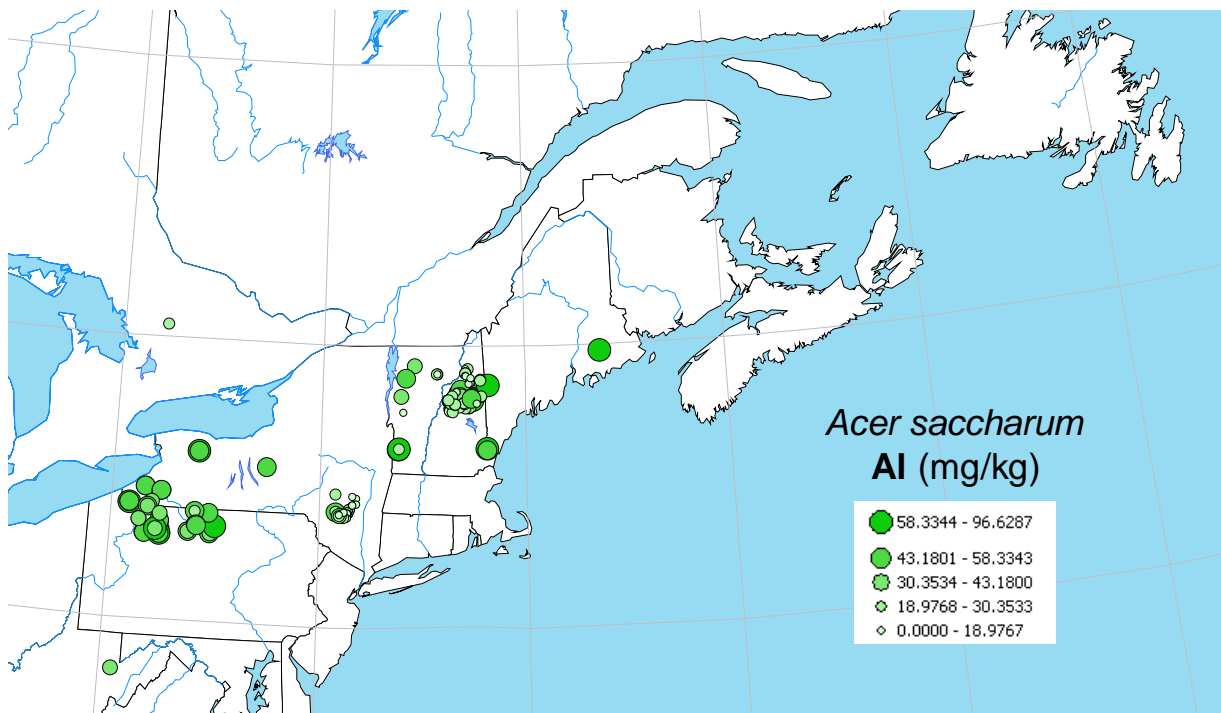 Acer saccharum
Al (mg/kg)
58.3344 - 96.6287
43.1801 - 58.3343
30.3534 - 43.1800
18.9768 - 30.3533
0.0000 - 18.9767